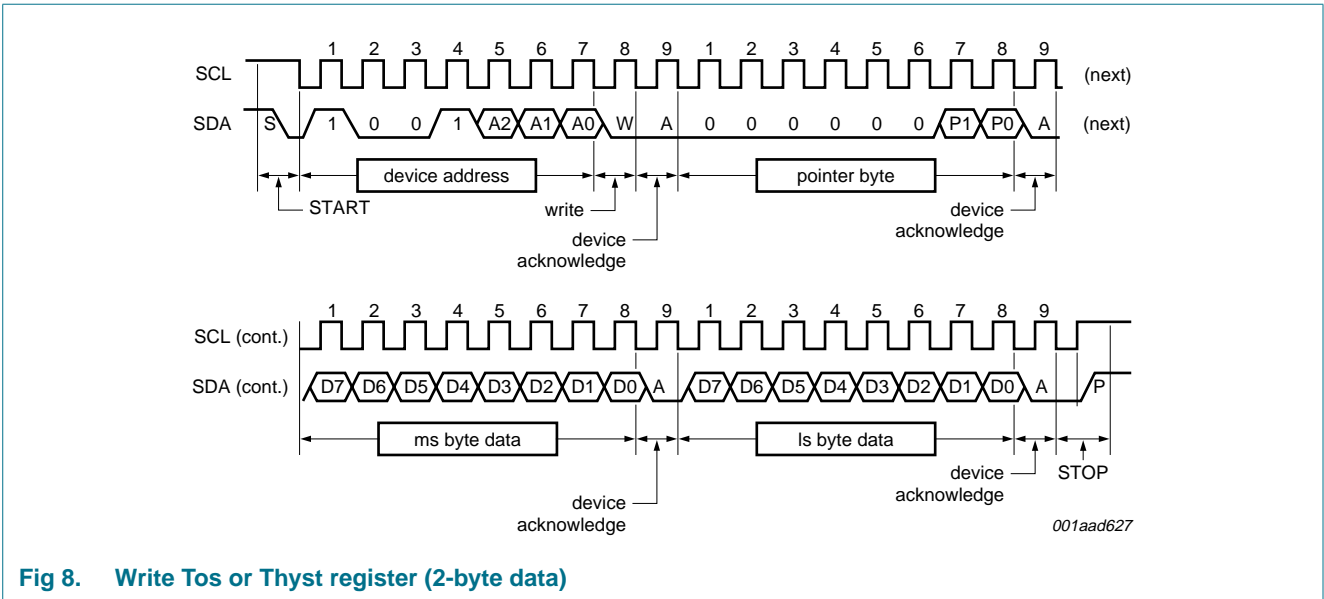 1 2 3 4 5 6 7 8 9 1 2 3 4 5 6 7 8 9
SCL (next)
SDA S 1 0 0 1 A2 A1 A0 W A 0 0 0 0 0 0 P1 P0 A (next)
device address pointer byte
START write device
device acknowledge
acknowledge
1 2 3 4 5 6 7 8 9 1 2 3 4 5 6 7 8 9
SCL (cont.)
SDA (cont.) D7 D6 D5 D4 D3 D2 D1 D0 A D7 D6 D5 D4 D3 D2 D1 D0 A P
ms byte data ls byte data
device STOP
acknowledge
device
acknowledge
001aad627
Fig 8. Write Tos or Thyst register (2-byte data)